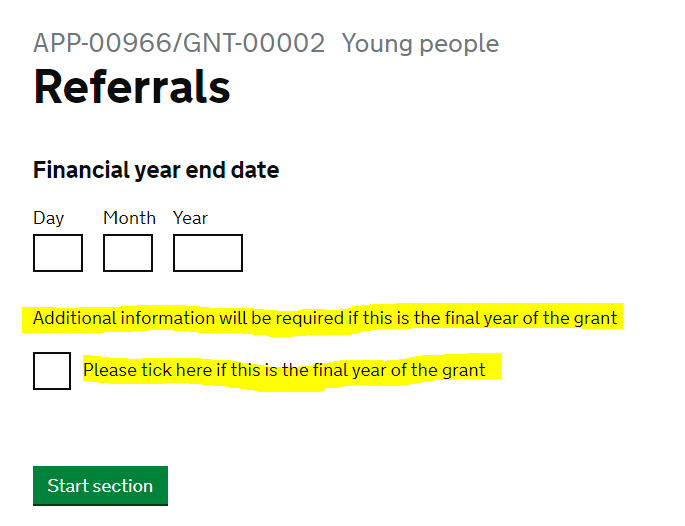 APP-00966/GNT-00002 Young people
Referrals
Financial year end date
Day Month Year
Additional information will be required if this is the final year of the grant
Please tick here if this is the final year of the grant
Start section